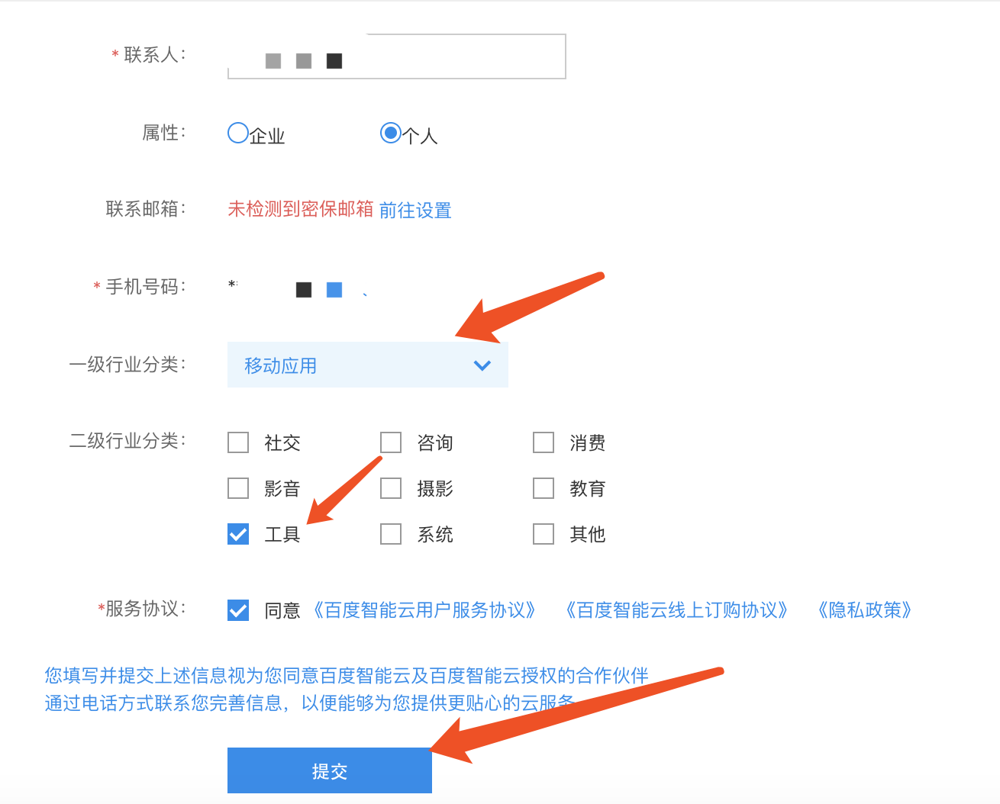 * 联系人：
属性： 企业 个人
联系邮箱： 未检测到密保邮箱 前往设置
* 手机号码： *
一级行业分类： 移动应用
二级行业分类： 社交 咨询 消费
影音 摄影 教育
工具 系统 其他
*服务协议： 同意 《百度智能云用户服务协议》 《百度智能云线上订购协议》 《隐私政策》
您填写并提交上述信息视为您同意百度智能云及百度智能云授权的合作伙伴
通过电话方式联系您完善信息，以便能够为您提供更贴心的云服务
提交